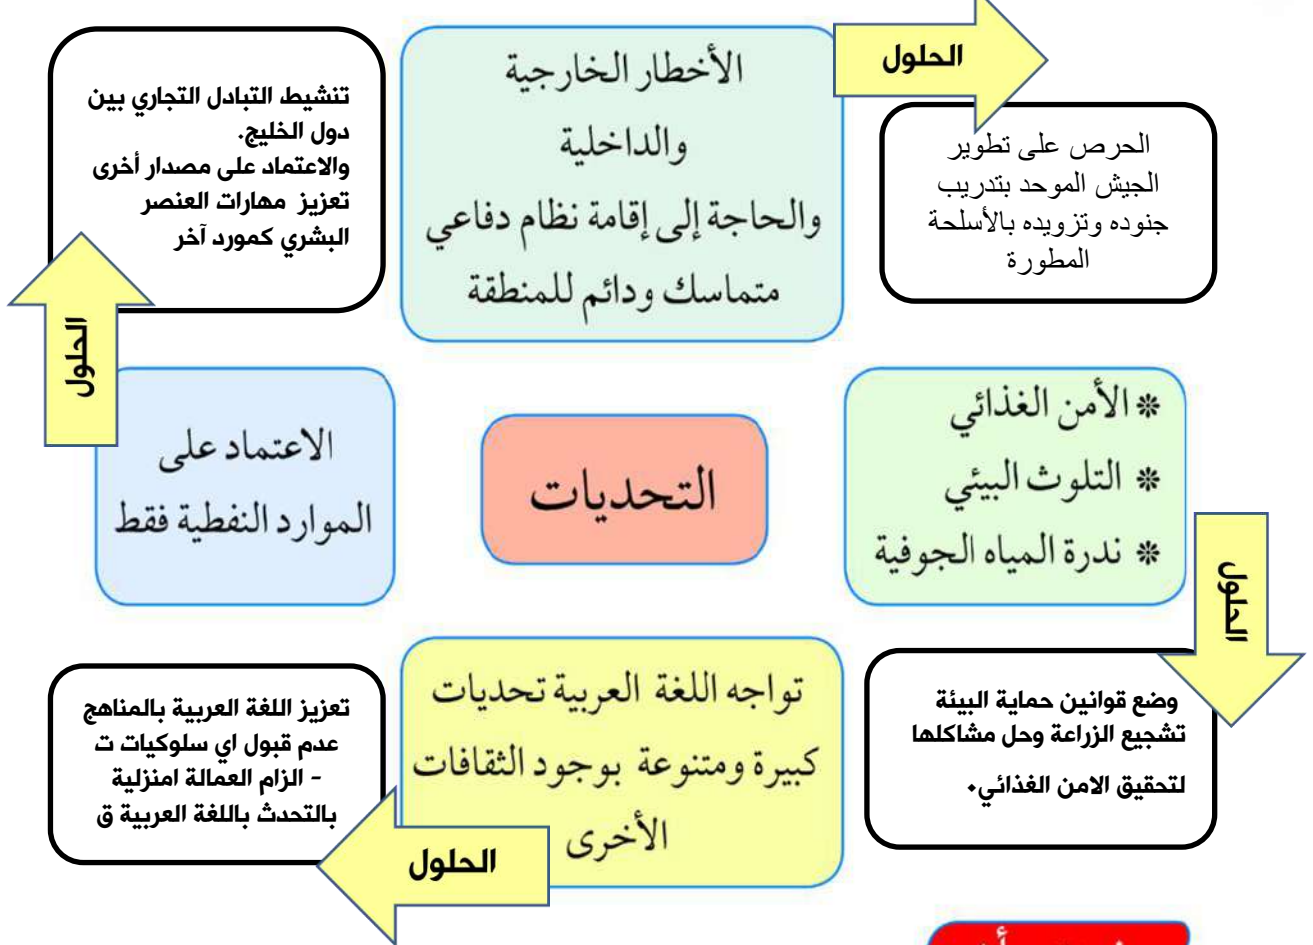 الأخطار الخارجية
والداخلية
والحاجة إلى إقامة نظام دفاعي
متماسك ودائم للمنطقة
الحلول
الحرص على تطوير
الجيش الموحد بتدريب
جنوده وتزويده بالأسلحة
المطورة
تنشيط التبادل التجاري بين
دول الخليج.
والاعتماد على مصدار أخرى
تعزيز مهارات العنصر
البشري كمورد آخر
الحلول
* الأمن الغذائي
* التلوث البيئي
* ندرة المياه الجوفية
التحديات
الاعتماد على
الموارد النفطية فقط
الحلول
وضع قوانين حماية البيئة
تشجيع الزراعة وحل مشاكلها
لتحقيق الامن الغذائي.
تواجه اللغة العربية تحديات
كبيرة ومتنوعة بوجود الثقافات
الأخرى
الحلول
تعزيز اللغة العربية بالمناهج
عدم قبول اي سلوكيات ت
- الزام العمالة امنزلية
بالتحدث باللغة العربية ق